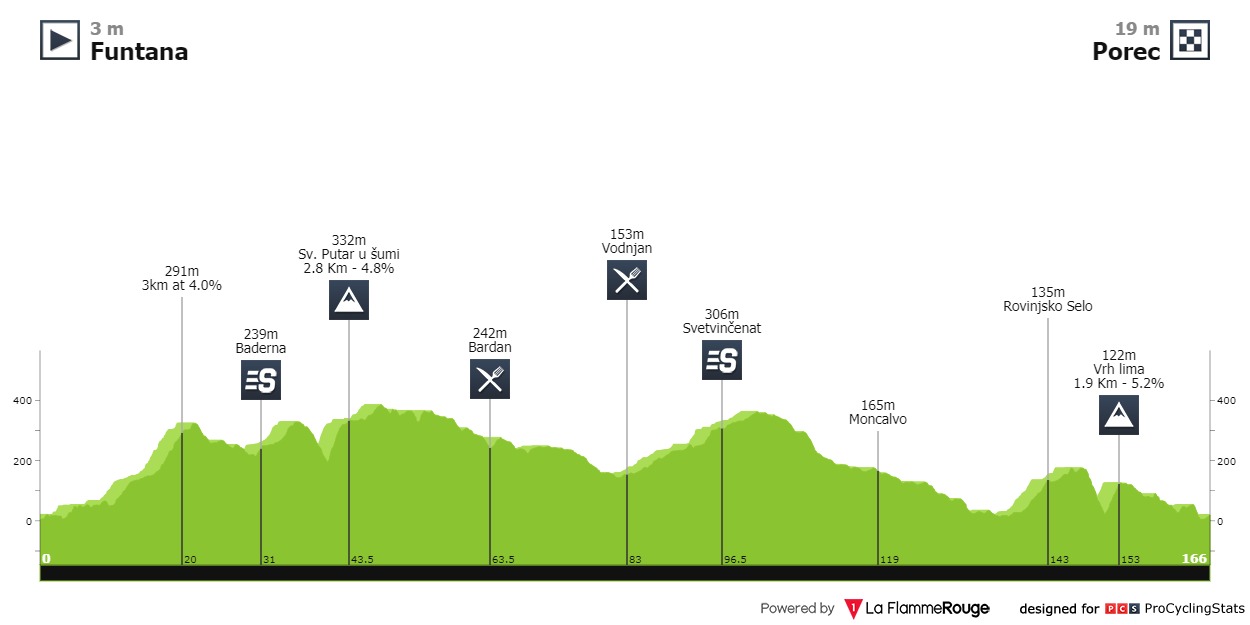 3 m
Funtana
19 m
Porec
291m
3km at 4.0%
239m
Baderna
S
332m
Sv. Putar u šumi
2.8 Km - 4.8%
242m
Bardan
153m
Vodnjan
306m
Svetvinčenat
S
165m
Moncalvo
135m
Rovinjsko Selo
122m
Vrh lima
1.9 Km - 5.2%
400
200
0
400
200
0
0 20 31 43.5 63.5 83 96.5 119 143 153 166
Powered by 1 La FlammeRouge designed for PCS ProCyclingStats